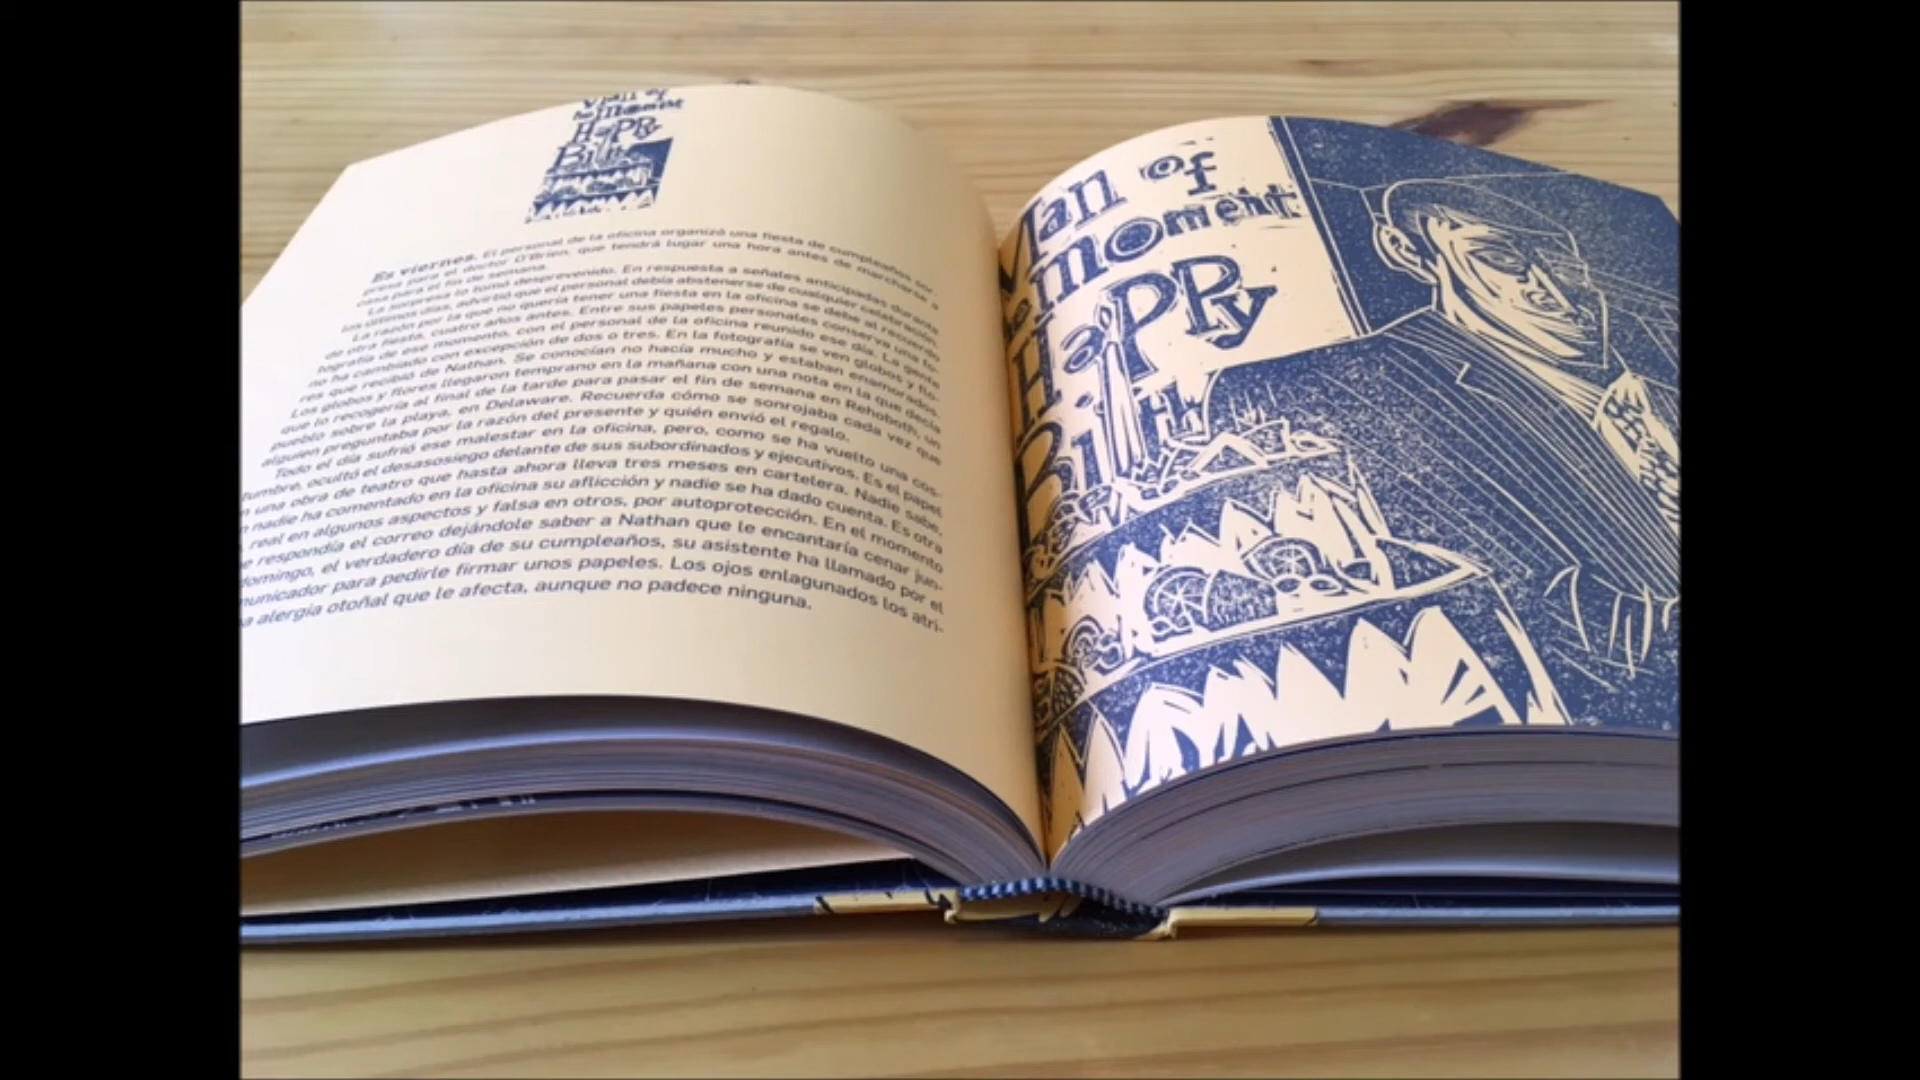 Man of
moment
HaPPy
Bi
Es viernes. El personal de la oficina organizó una fiesta de cumpleaños sor-
presa para el doctor O'Brien, que tendrá lugar una hora antes de marcharse a
casa para el fin de semana.
La sorpresa lo tomó desprevenido. En respuesta a señales anticipadas durante
los últimos días, advirtió que el personal debía abstenerse de cualquier celebración.
La razón por la que no quería tener una fiesta en la oficina se debe al recuerdo
de otra fiesta, cuatro años antes. Entre sus papeles personales conserva una fo-
tografía de ese momento, con el personal de la oficina reunido ese día. La gente
no ha cambiado con excepción de dos o tres. En la fotografía se ven globos y flo-
res que recibió de Nathan. Se conocían no hacía mucho y estaban enamorados.
Los globos y flores llegaron temprano en la mañana con una nota en la que decía
que lo recogería al final de la tarde para pasar el fin de semana en Rehoboth, un
pueblo sobre la playa, en Delaware. Recuerda cómo se sonrojaba cada vez que
alguien preguntaba por la razón del presente y quién envió el regalo.
Todo el día sufrió ese malestar en la oficina, pero, como se ha vuelto una cos-
tumbre, ocultó el desasosiego delante de sus subordinados y ejecutivos. Es el papel
una obra de teatro que hasta ahora lleva tres meses en cartelera. Nadie sabe,
nadie ha comentado en la oficina su aflicción y nadie se ha dado cuenta. Es otra
real en algunos aspectos y falsa en otros, por autoprotección. En el momento
respondía el correo dejándole saber a Nathan que le encantaría cenar jun-
domingo, el verdadero día de su cumpleaños, su asistente ha llamado por el
municador para pedirle firmar unos papeles. Los ojos enlagunados los atri-
a alergia otoñal que le afecta, aunque no padece ninguna.
Man of
moment
HaPPy
Birth